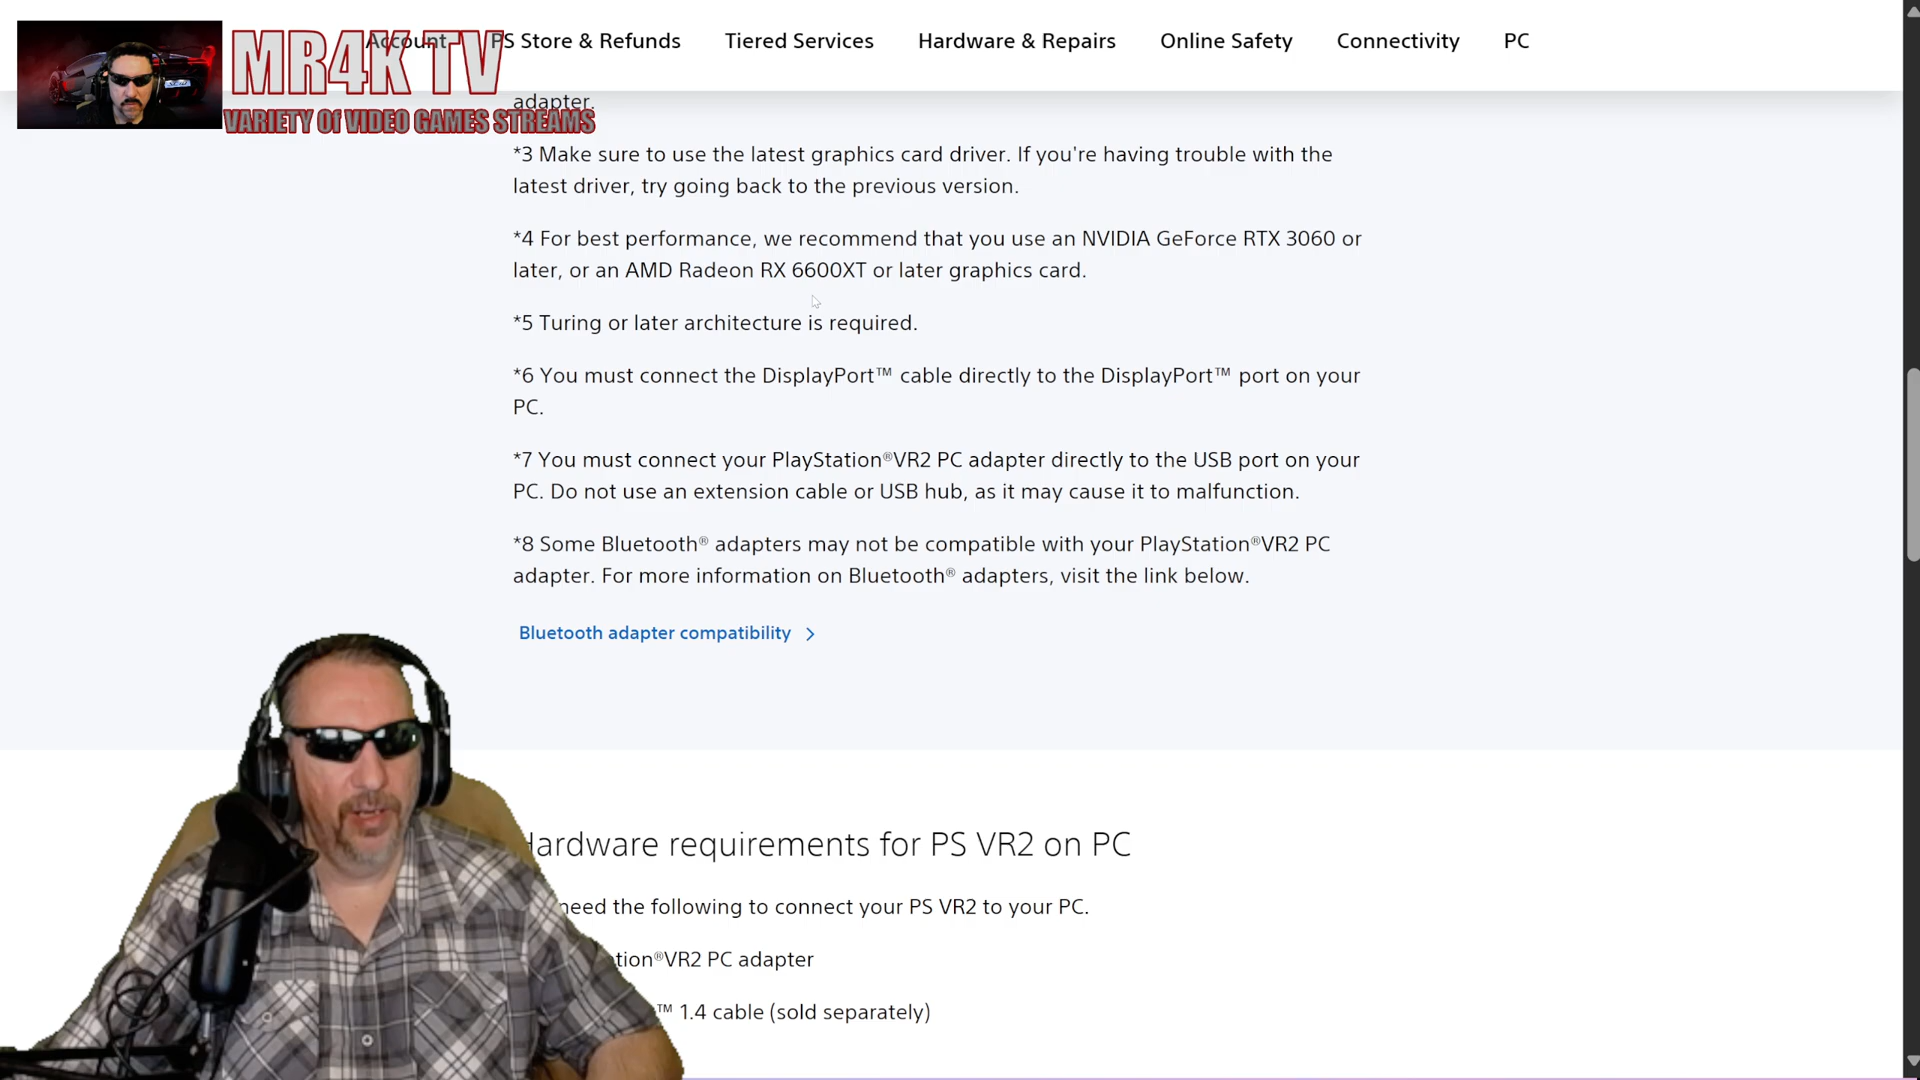 MR4K TV
VARIETY Of VIDEO GAMES STREAMS
Account
PS Store & Refunds
Tiered Services
Hardware & Repairs
Online Safety
Connectivity
PC
adapter.
*3 Make sure to use the latest graphics card driver. If you're having trouble with the
latest driver, try going back to the previous version.
*4 For best performance, we recommend that you use an NVIDIA GeForce RTX 3060 or
later, or an AMD Radeon RX 6600XT or later graphics card.
*5 Turing or later architecture is required.
*6 You must connect the DisplayPort™ cable directly to the DisplayPort™ port on your
PC.
*7 You must connect your PlayStation®VR2 PC adapter directly to the USB port on your
PC. Do not use an extension cable or USB hub, as it may cause it to malfunction.
*8 Some Bluetooth® adapters may not be compatible with your PlayStation®VR2 PC
adapter. For more information on Bluetooth® adapters, visit the link below.
Bluetooth adapter compatibility
Hardware requirements for PS VR2 on PC
need the following to connect your PS VR2 to your PC.
tion®VR2 PC adapter
™ 1.4 cable (sold separately)